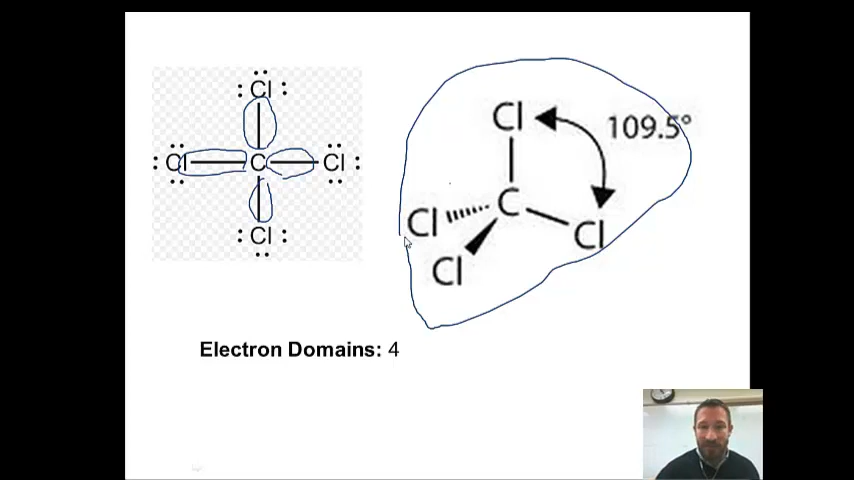 Cl
Cl C Cl
Cl
Cl 109.5°
C
Cl Cl
Cl
Electron Domains: 4